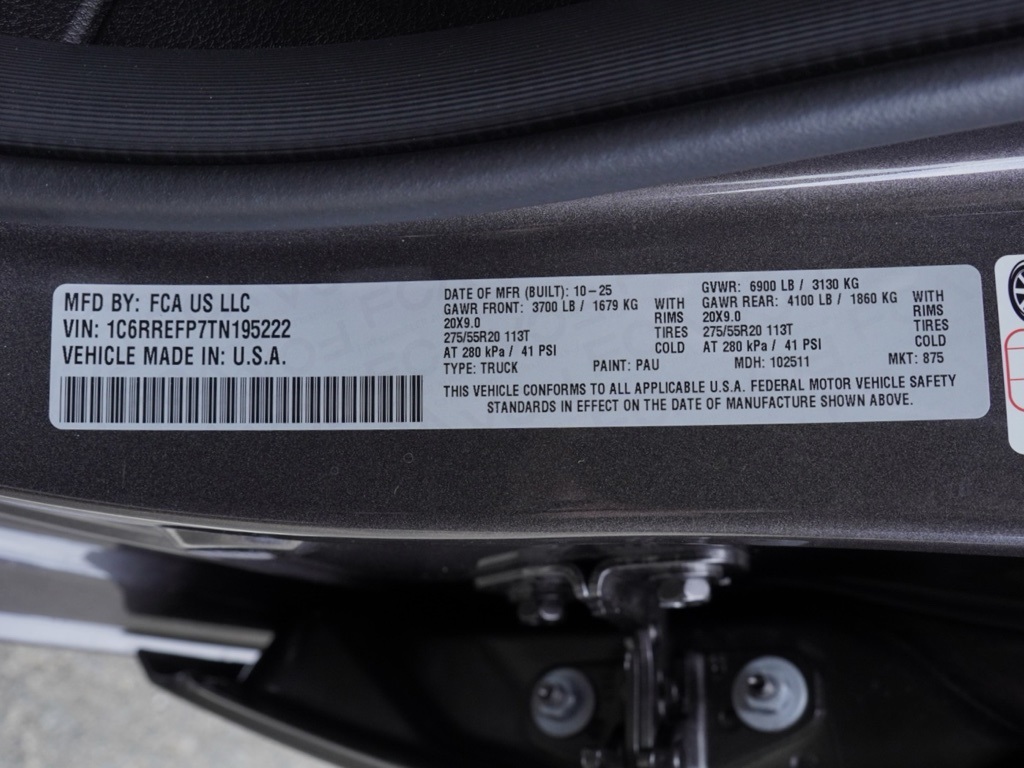 MFD BY: FCA US LLC
VIN: 1C6RREFP7TN195222
VEHICLE MADE IN: U.S.A.
DATE OF MFR (BUILT): 10-25 GVWR: 6900 LB / 3130 KG
GAWR FRONT: 3700 LB / 1679 KG WITH GAWR REAR: 4100 LB / 1860 KG WITH
20X9.0 RIMS 20X9.0 RIMS
275/55R20 113T TIRES 275/55R20 113T TIRES
AT 280 kPa / 41 PSI COLD AT 280 kPa / 41 PSI COLD
TYPE: TRUCK PAINT: PAU MDH: 102511 MKT: 875
THIS VEHICLE CONFORMS TO ALL APPLICABLE U.S.A. FEDERAL MOTOR VEHICLE SAFETY
STANDARDS IN EFFECT ON THE DATE OF MANUFACTURE SHOWN ABOVE.